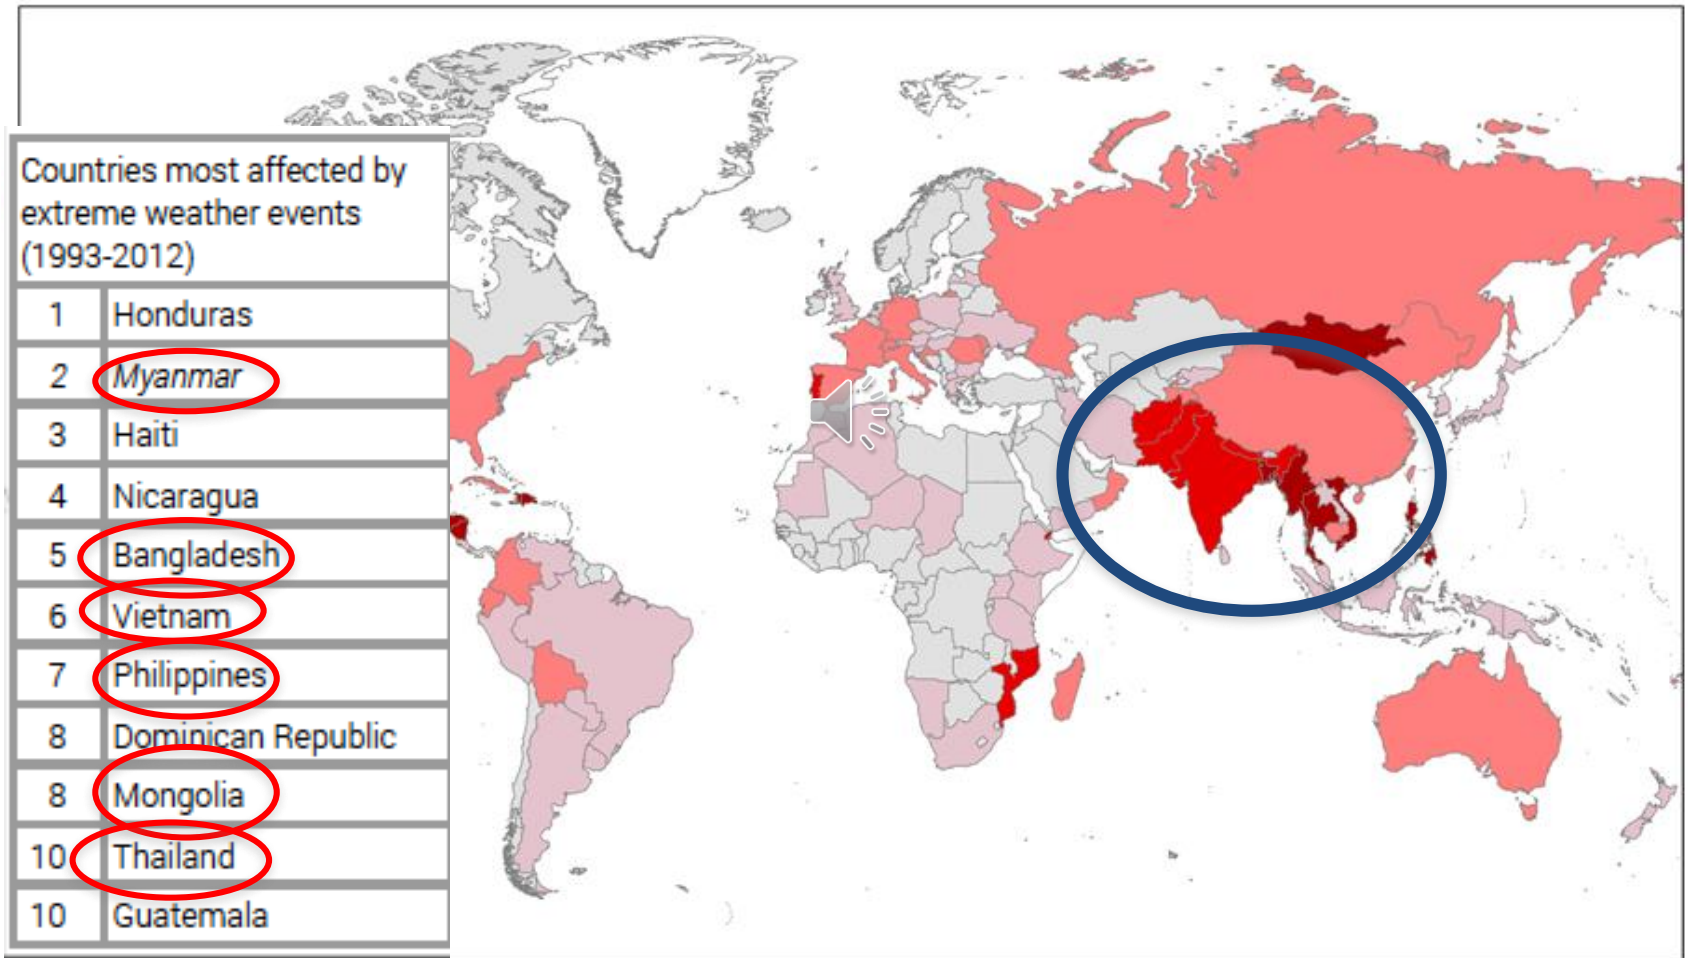 Countries most affected by
extreme weather events
(1993-2012)
1 Honduras
2 Myanmar
3 Haiti
4 Nicaragua
5 Bangladesh
6 Vietnam
7 Philippines
8 Dominican Republic
8 Mongolia
10 Thailand
10 Guatemala